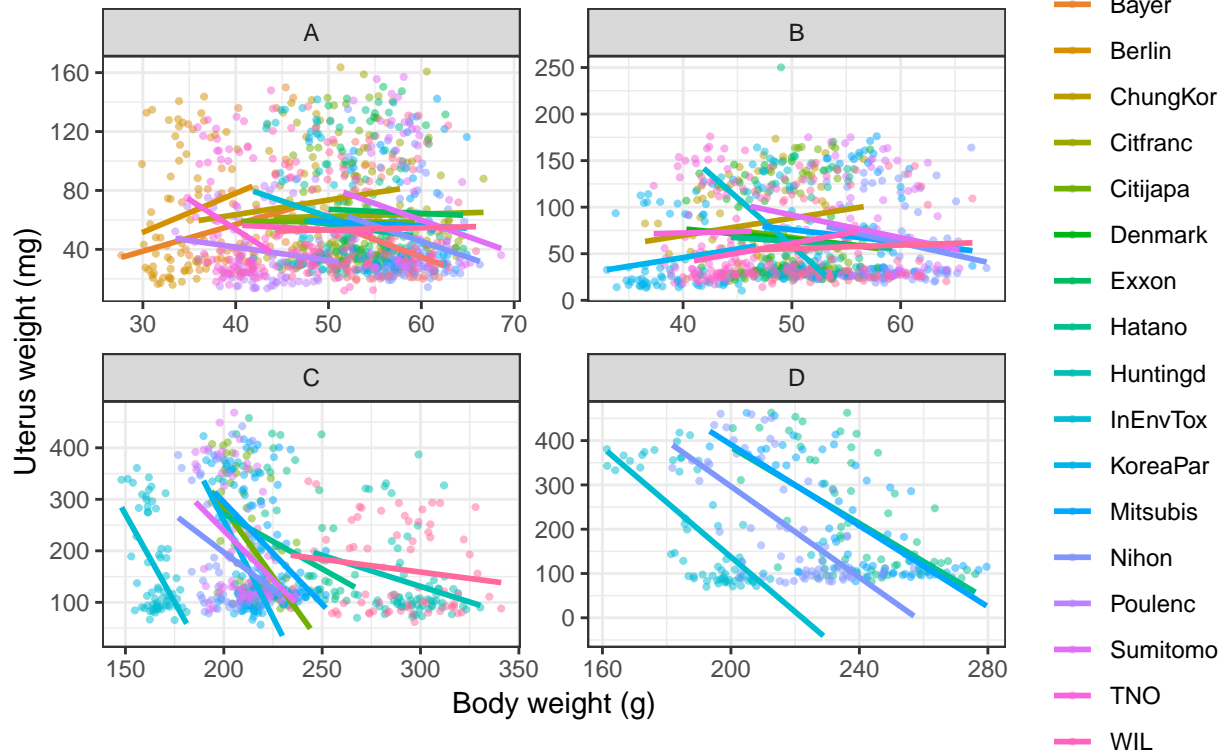 A
B
160
120
80
40
30
40
50
60
70
250
200
150
100
50
0
40
50
60
C
D
400
300
200
100
150
200
250
300
350
400
300
200
100
0
160
200
240
280
Uterus weight (mg)
Body weight (g)
Bayer
Berlin
ChungKor
Citfranc
Citijapa
Denmark
Exxon
Hatano
Huntingd
InEnvTox
KoreaPar
Mitsubis
Nihon
Poulenc
Sumitomo
TNO
WIL